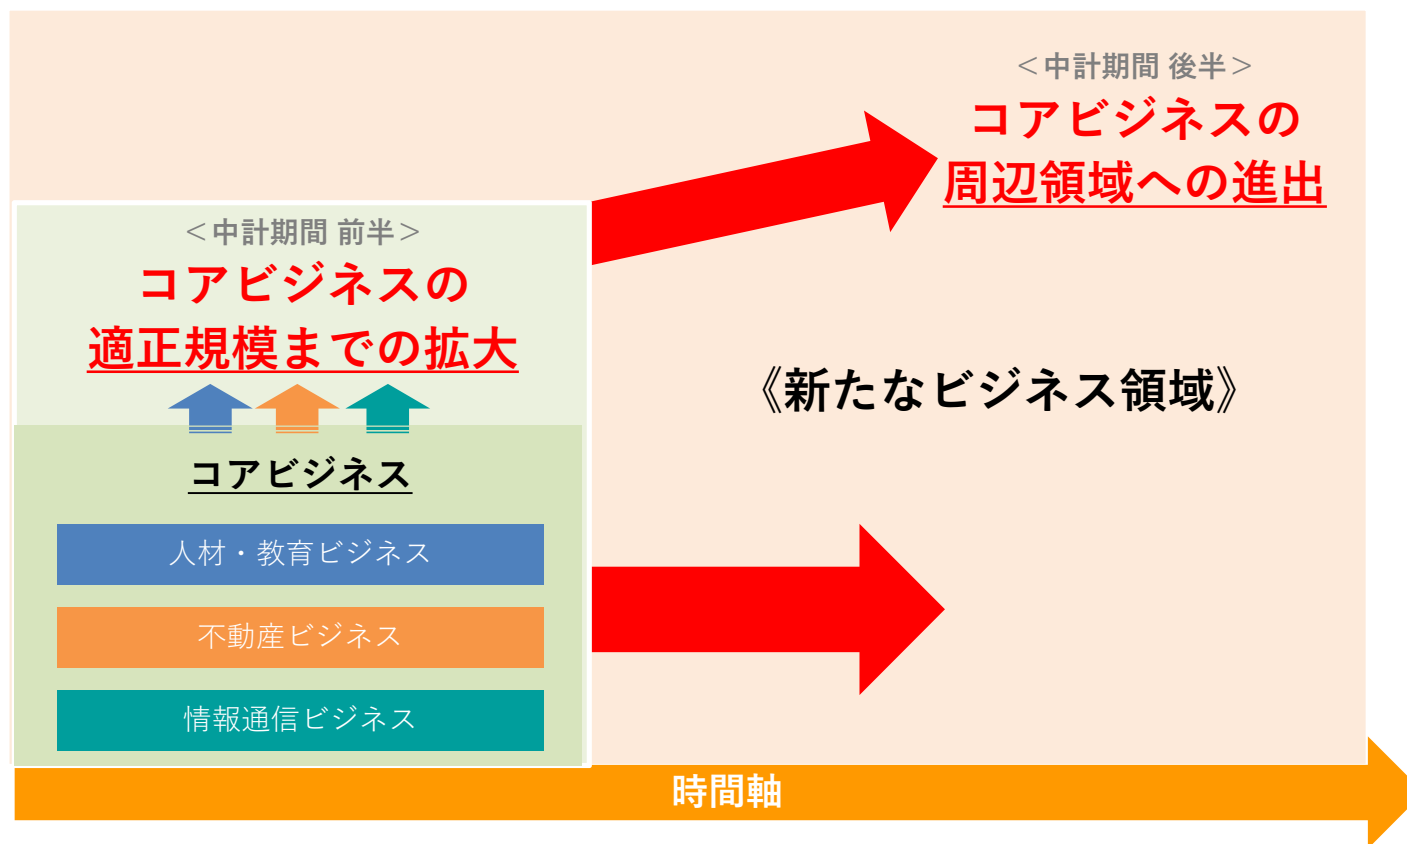 <中計期間 後半>
コアビジネスの
周辺領域への進出
<中計期間 前半>
コアビジネスの
適正規模までの拡大
《新たなビジネス領域》
コアビジネス
人材・教育ビジネス
不動産ビジネス
情報通信ビジネス
時間軸